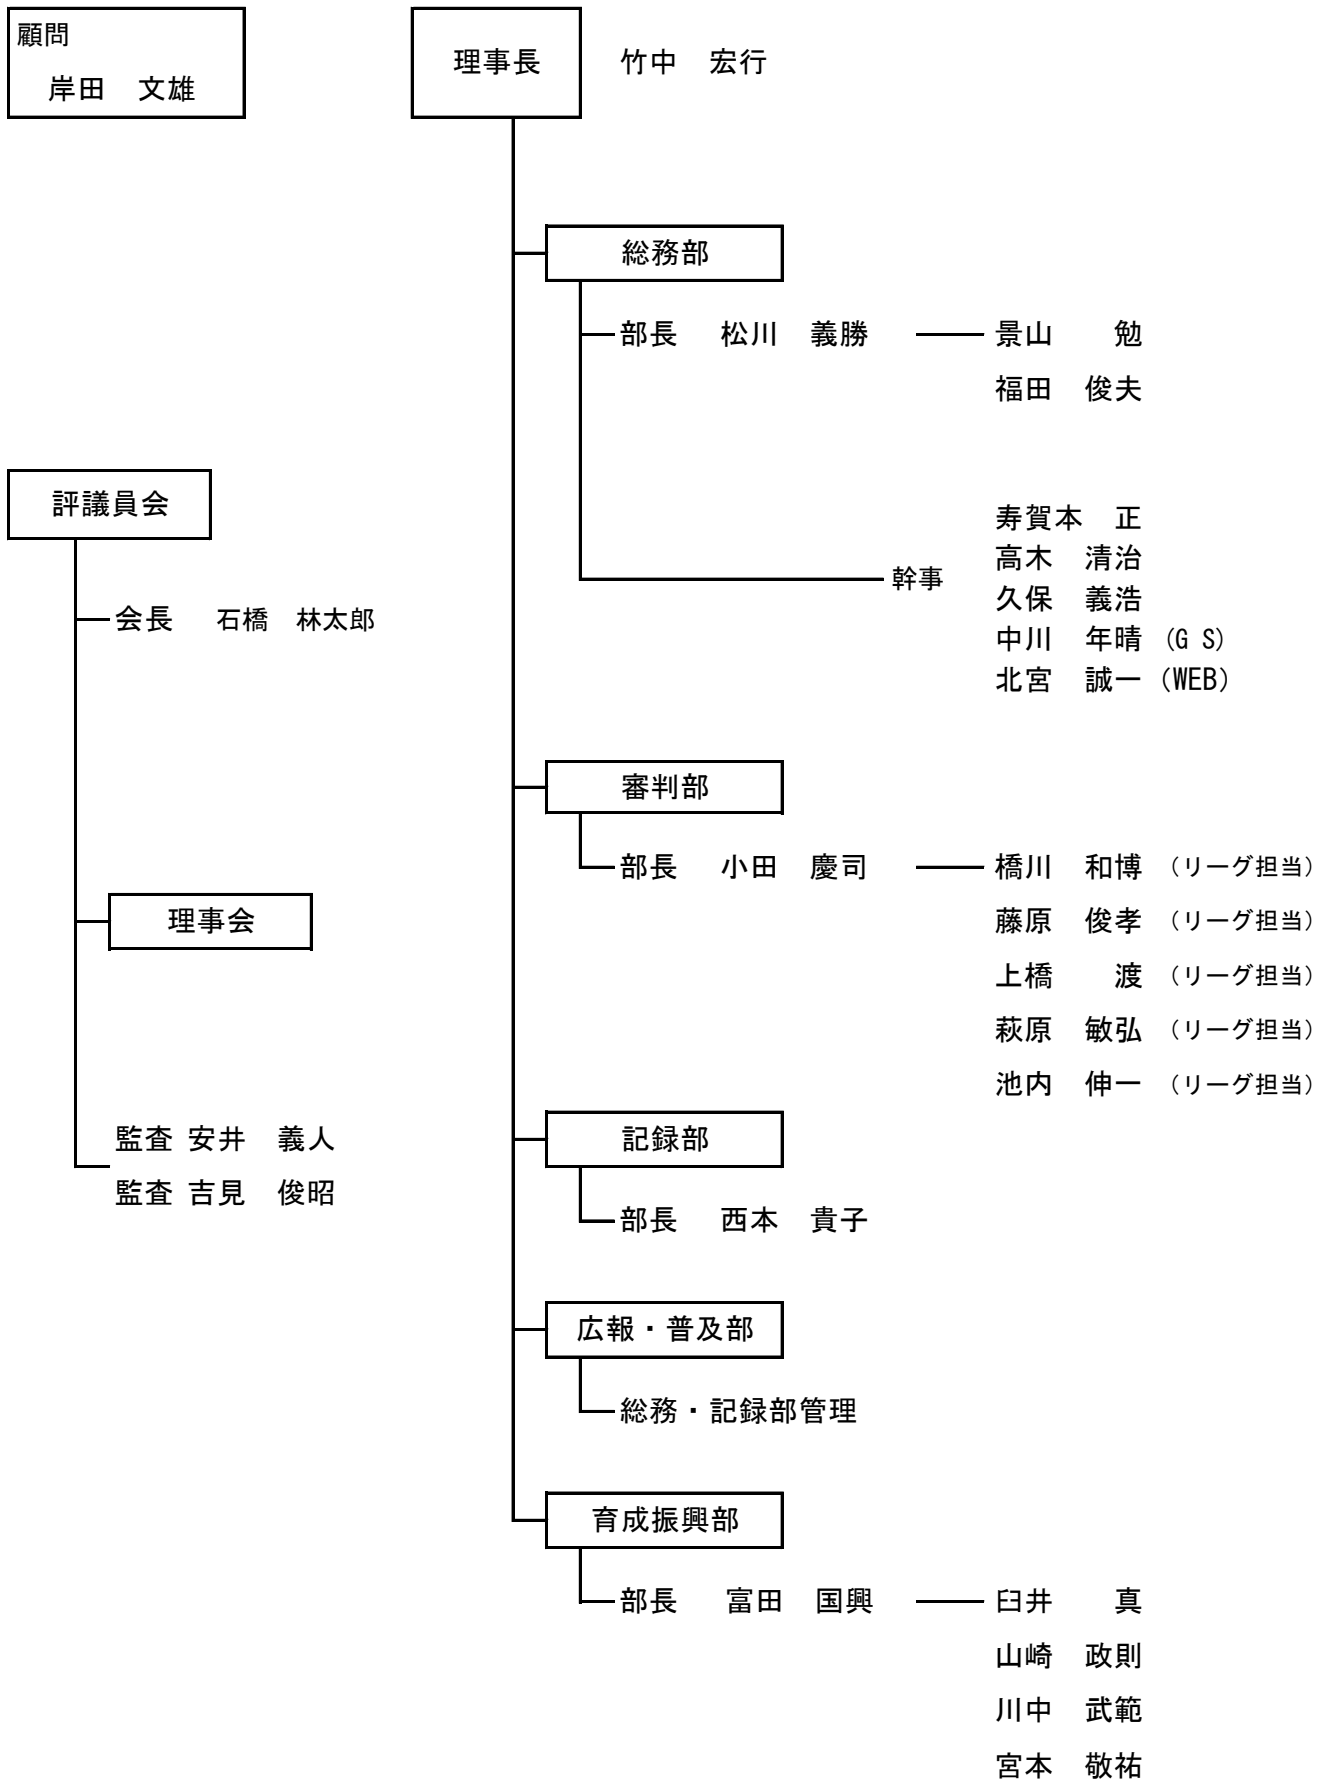 顧問
岸田　文雄
理事長　竹中　宏行
総務部
部長　松川　義勝　景山　　勉
福田　俊夫
評議員会
会長　石橋　林太郎
幹事
寿賀本　正
高木　清治
久保　義浩
中川　年晴（G S）
北宮　誠一（WEB）
審判部
部長　小田　慶司　橋川　和博（リーグ担当）
藤原　俊孝（リーグ担当）
上橋　　渡（リーグ担当）
萩原　敏弘（リーグ担当）
池内　伸一（リーグ担当）
理事会
監査 安井　義人
監査 吉見　俊昭
記録部
部長　西本　貴子
広報・普及部
総務・記録部管理
育成振興部
部長　富田　国興　臼井　　真
山崎　政則
川中　武範
宮本　敬祐